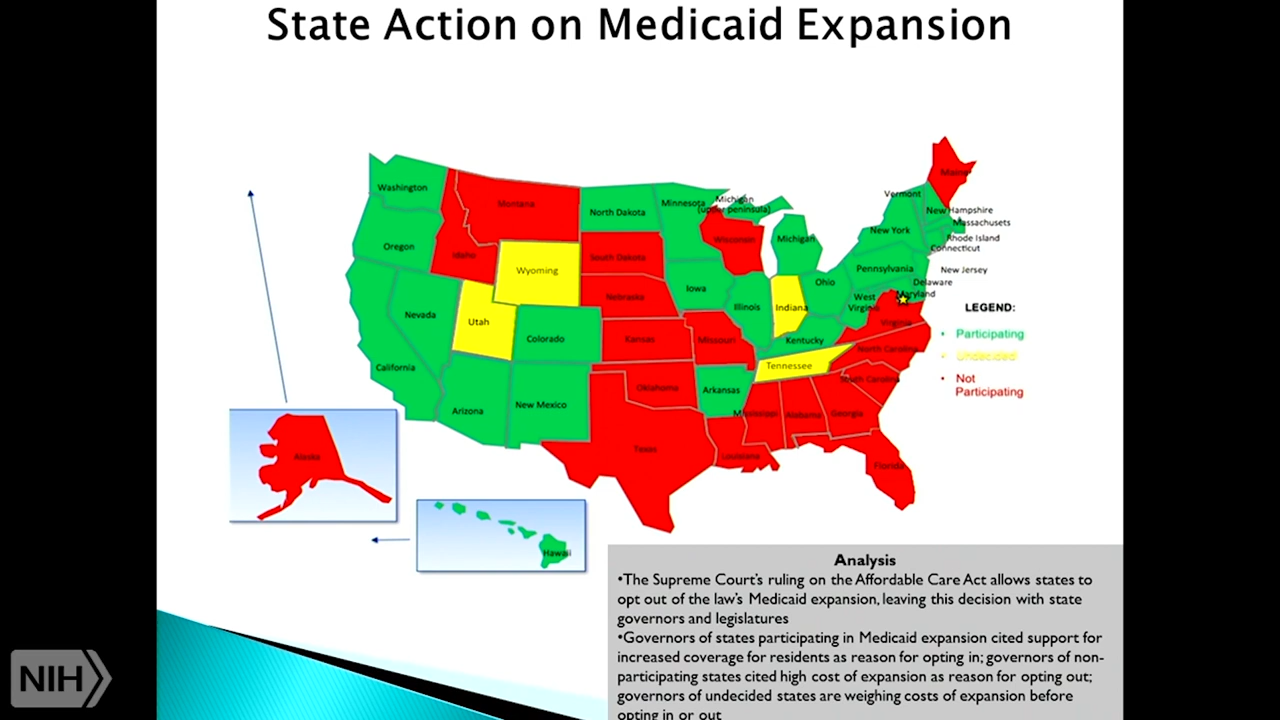 State Action on Medicaid Expansion
Washington
Montana
North Dakota
Minnesota
Michigan
(upper peninsula)
Vermont
Maine
New Hampshire
Massachusets
Rhode Island
Connecticut
New York
Oregon
Idaho
Wyoming
South Dakota
Wisconsin
Michigan
Pennsylvania
New Jersey
Delaware
Maryland
Nevada
Utah
Colorado
Nebraska
Iowa
Illinois
Indiana
Ohio
West
Virginia
Virginia
California
Arizona
New Mexico
Kansas
Missouri
Kentucky
North Carolina
Tennessee
South Carolina
Oklahoma
Arkansas
Mississippi
Alabama
Georgia
Texas
Louisiana
Florida
Alaska
Hawaii
LEGEND:
• Participating
• Undecided
• Not
Participating
Analysis
•The Supreme Court's ruling on the Affordable Care Act allows states to
opt out of the law's Medicaid expansion, leaving this decision with state
governors and legislatures
•Governors of states participating in Medicaid expansion cited support for
increased coverage for residents as reason for opting in; governors of non-
participating states cited high cost of expansion as reason for opting out;
governors of undecided states are weighing costs of expansion before
opting in or out
NIH